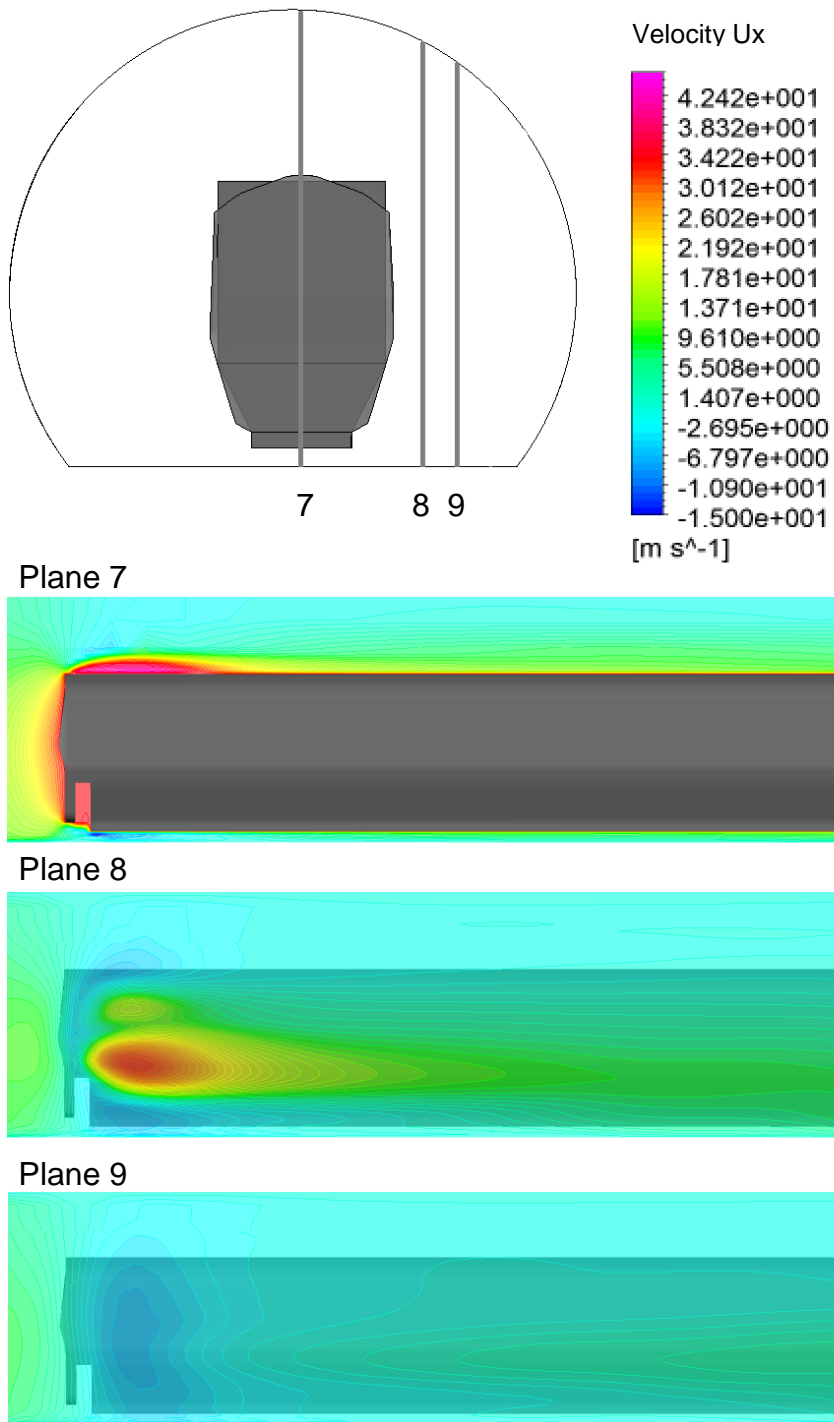 Velocity Ux
4.242e+001
3.832e+001
3.422e+001
3.012e+001
2.602e+001
2.192e+001
1.781e+001
1.371e+001
9.610e+000
5.508e+000
1.407e+000
-2.695e+000
-6.797e+000
-1.090e+001
-1.500e+001
[m s^-1]
7 8 9
Plane 7
Plane 8
Plane 9